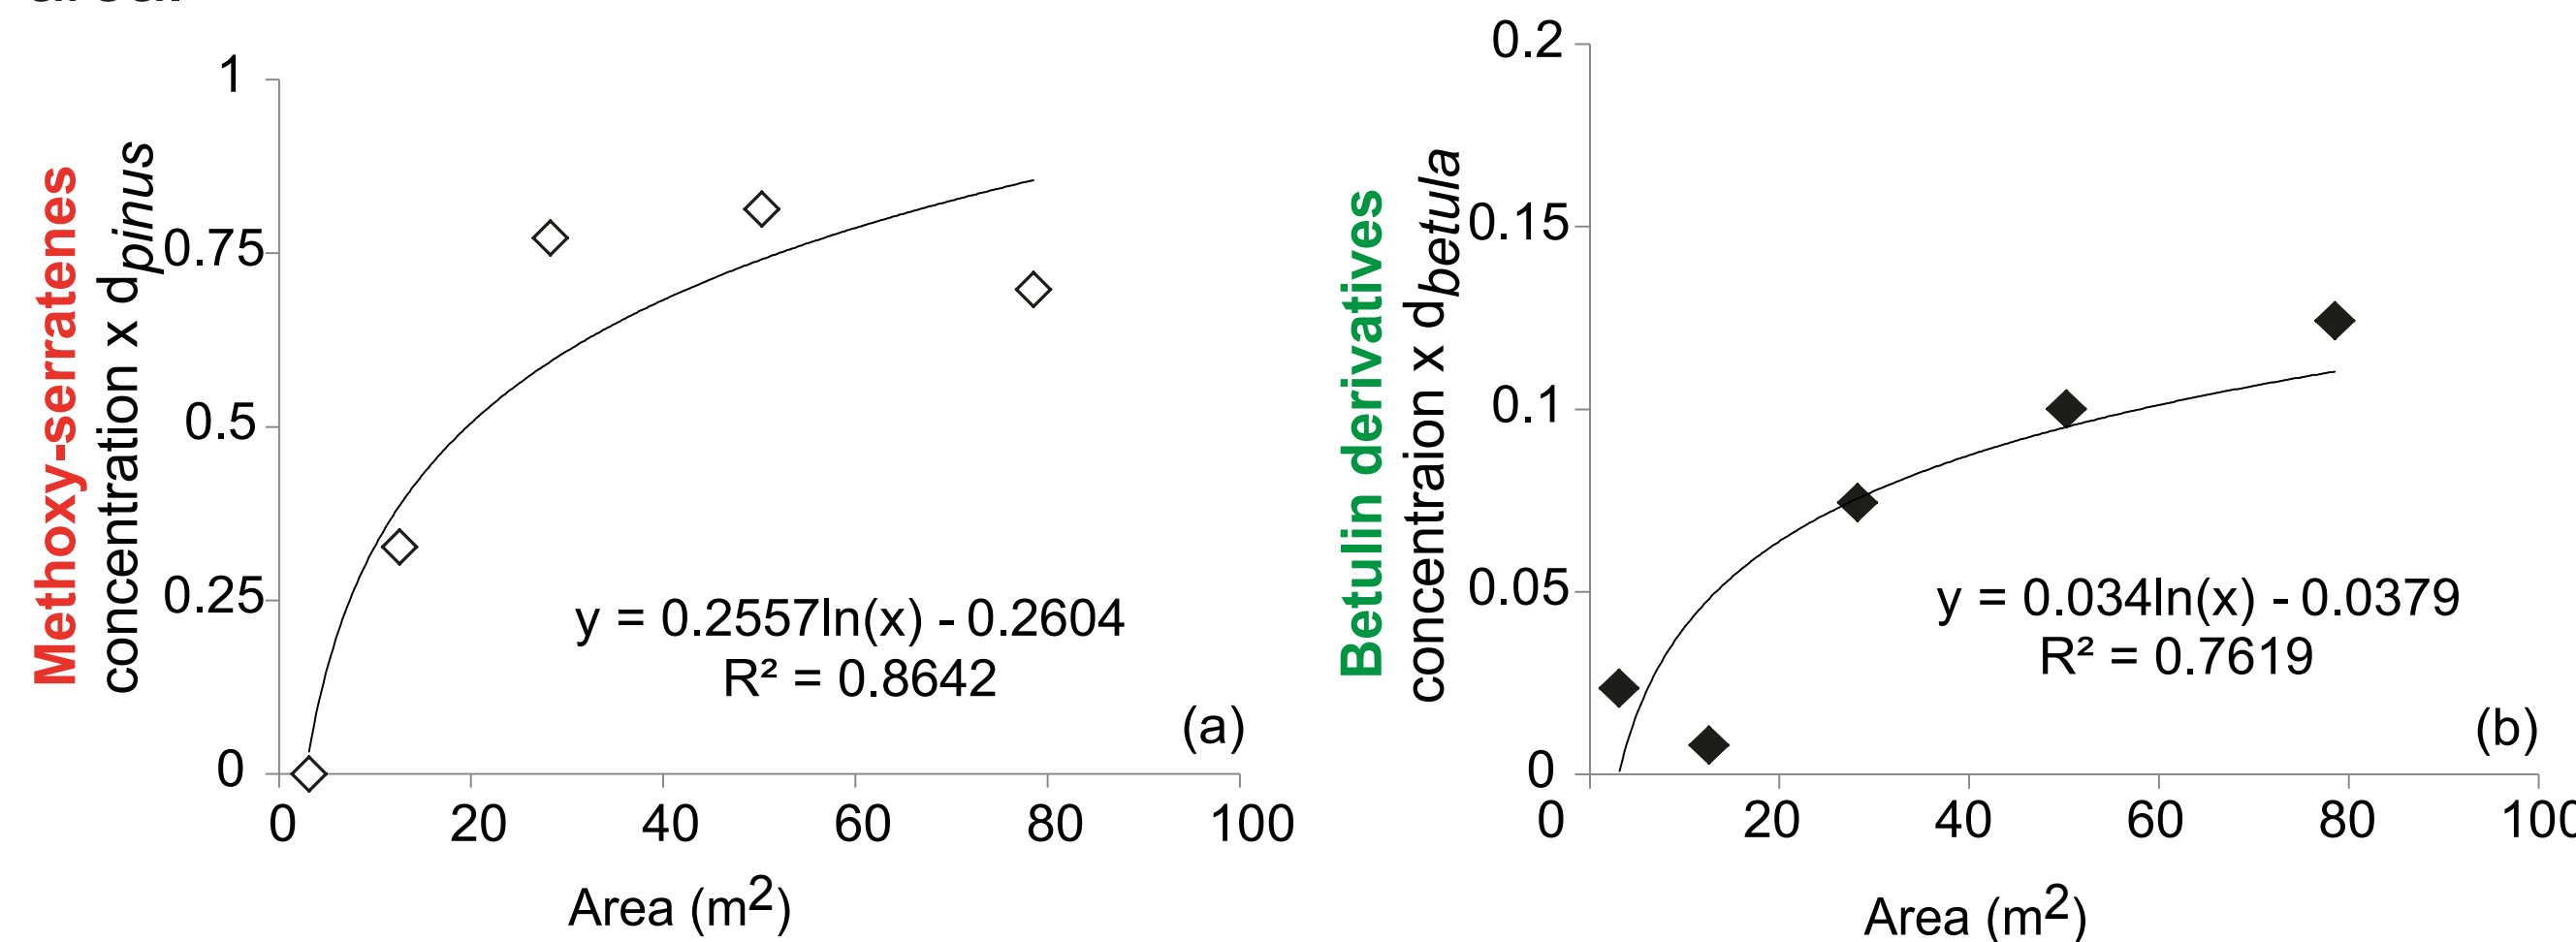 Methoxy-serratenes
concentration x dpinus
1
0.75
0.5
0.25
0
0 20 40 60 80 100
Area (m²)
y = 0.2557ln(x) - 0.2604
R² = 0.8642
(a)
Betulin derivatives
concentraion x dbetula
0.2
0.15
0.1
0.05
0
0 20 40 60 80 100
Area (m²)
y = 0.034ln(x) - 0.0379
R² = 0.7619
(b)